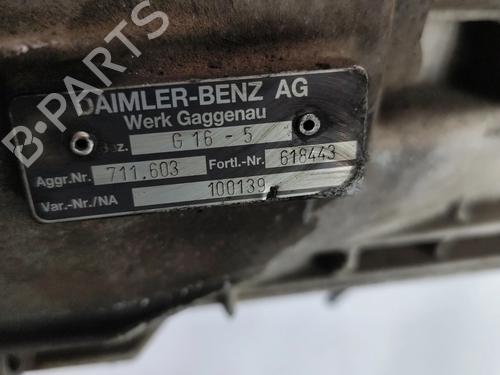 B-PARTS
DAIMLER-BENZ AG
Werk Gaggenau
G 16-5
Aggr.Nr. 711.603 Fortl.-Nr. 618443
Var.-Nr./NA 100139